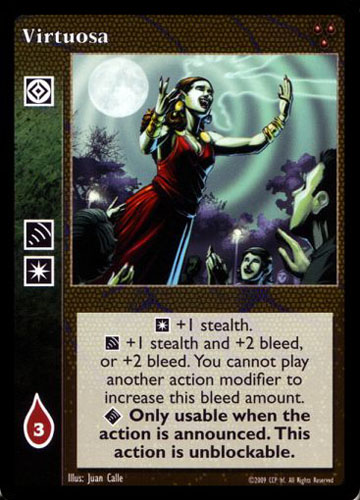 Virtuosa
+1 stealth.
+1 stealth and +2 bleed,
or +2 bleed. You cannot play
another action modifier to
increase this bleed amount.
Only usable when the
action is announced. This
action is unblockable.
3
Illus: Juan Calle
©2009 CCP hf. All Rights Reserved